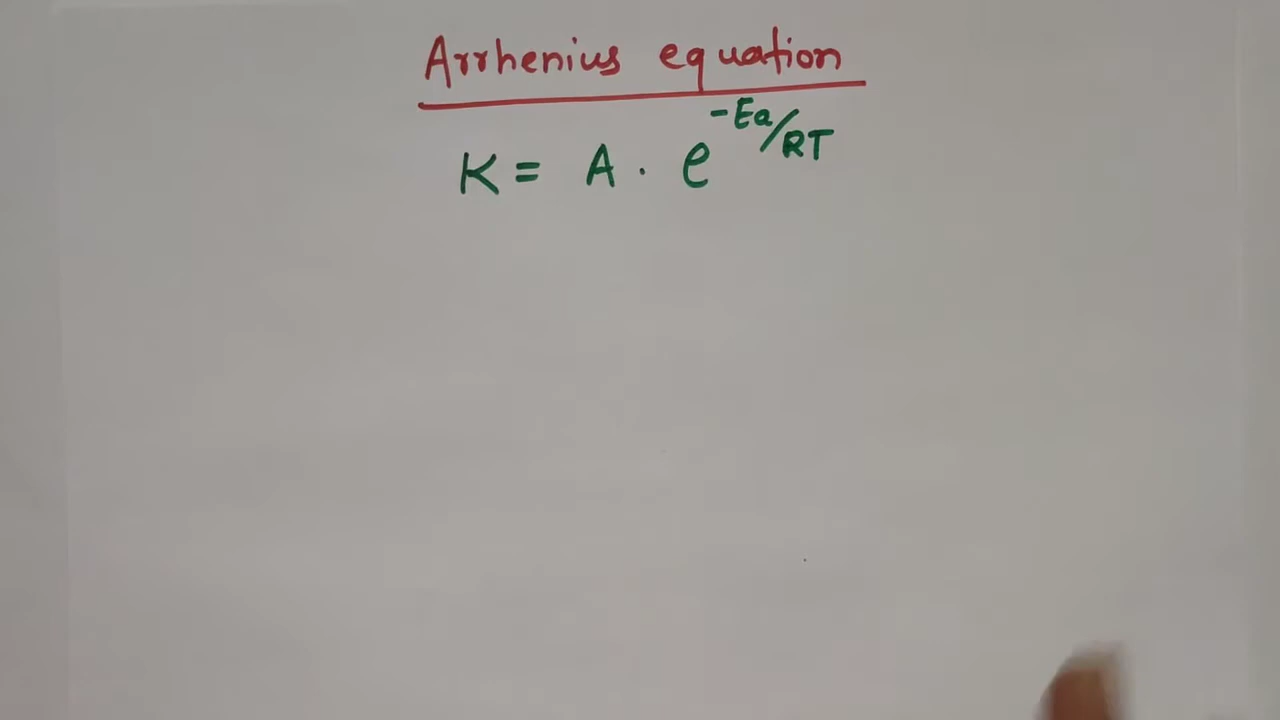 Arrhenius equation
K = A · e^-Ea/RT